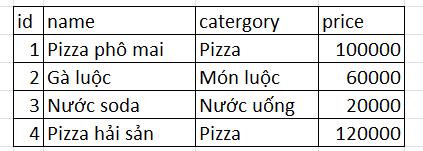 id name catergory price
1 Pizza phô mai Pizza 100000
2 Gà luộc Món luộc 60000
3 Nước soda Nước uống 20000
4 Pizza hải sản Pizza 120000